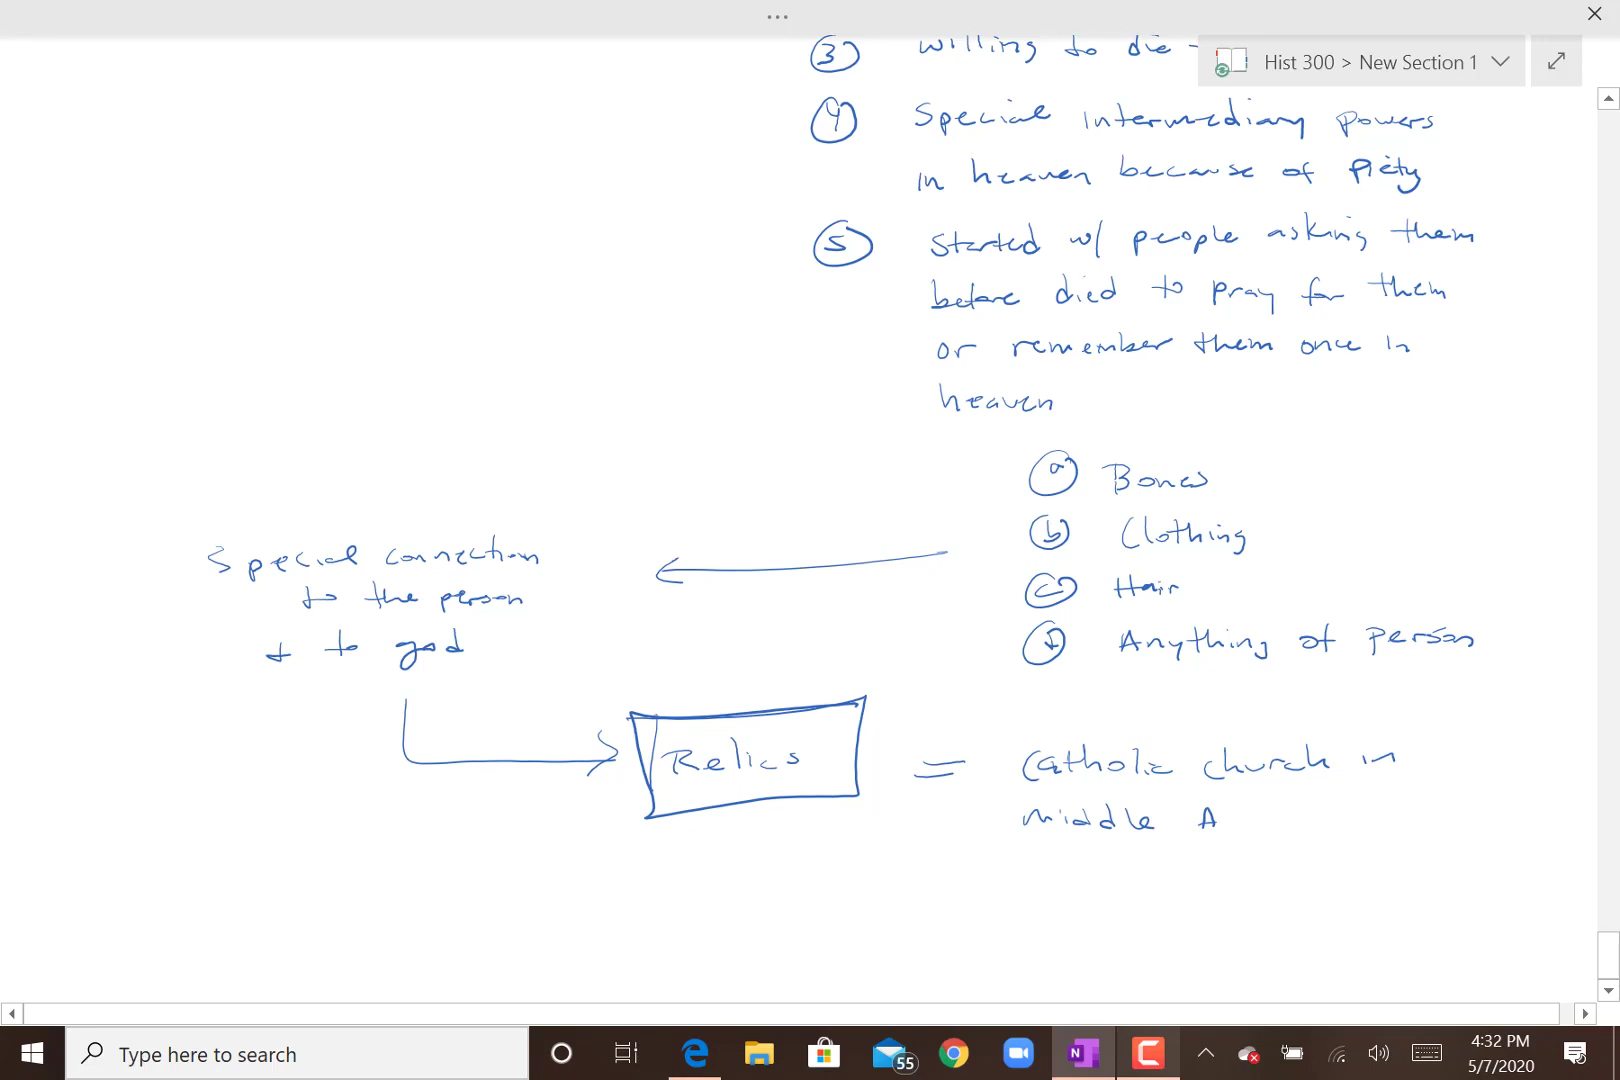 ③ willing to die -
Hist 300 > New Section 1
④ Special intermediary powers
in heaven because of piety
⑤ Started w/ people asking them
before died to pray for them
or remember them once in
heaven
ⓐ Bones
ⓑ Clothing
ⓒ Hair
ⓓ Anything of person
Special connection
to the person
+ to god
Relics = Catholic church in
middle A
Type here to search
55
N
4:32 PM
5/7/2020